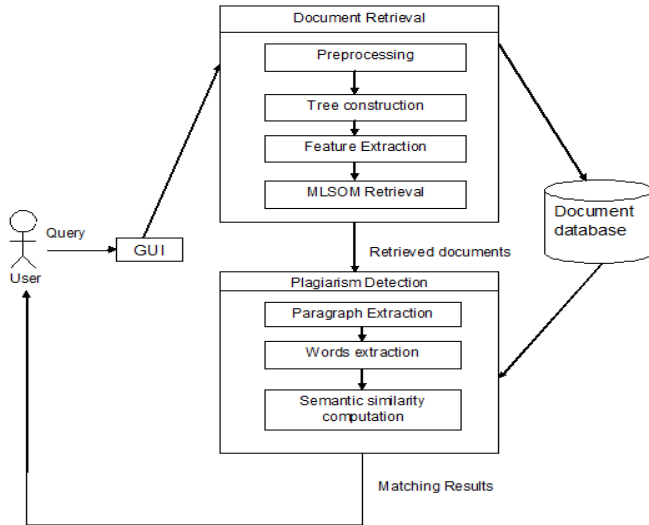 Document Retrieval
Preprocessing
Tree construction
Feature Extraction
MLSOM Retrieval
Query
GUI
User
Document
database
Retrieved documents
Plagiarism Detection
Paragraph Extraction
Words extraction
Semantic similarity
computation
Matching Results